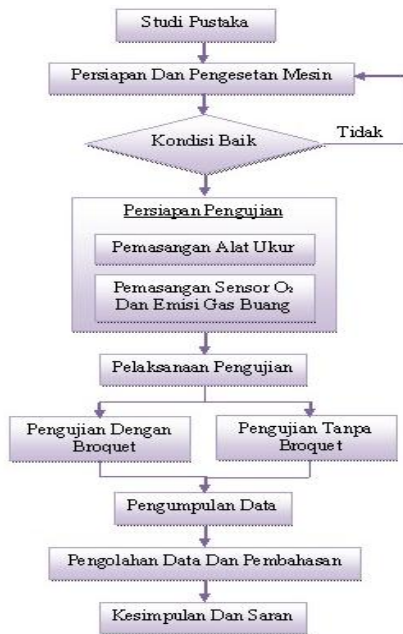 Studi Pustaka
Persiapan Dan Pengesetan Mesin
Kondisi Baik
Tidak
Persiapan Pengujian
Pemasangan Alat Ukur
Pemasangan Sensor O₂
Dan Emisi Gas Buang
Pelaksanaan Pengujian
Pengujian Dengan
Broquet
Pengujian Tanpa
Broquet
Pengumpulan Data
Pengolahan Data Dan Pembahasan
Kesimpulan Dan Saran